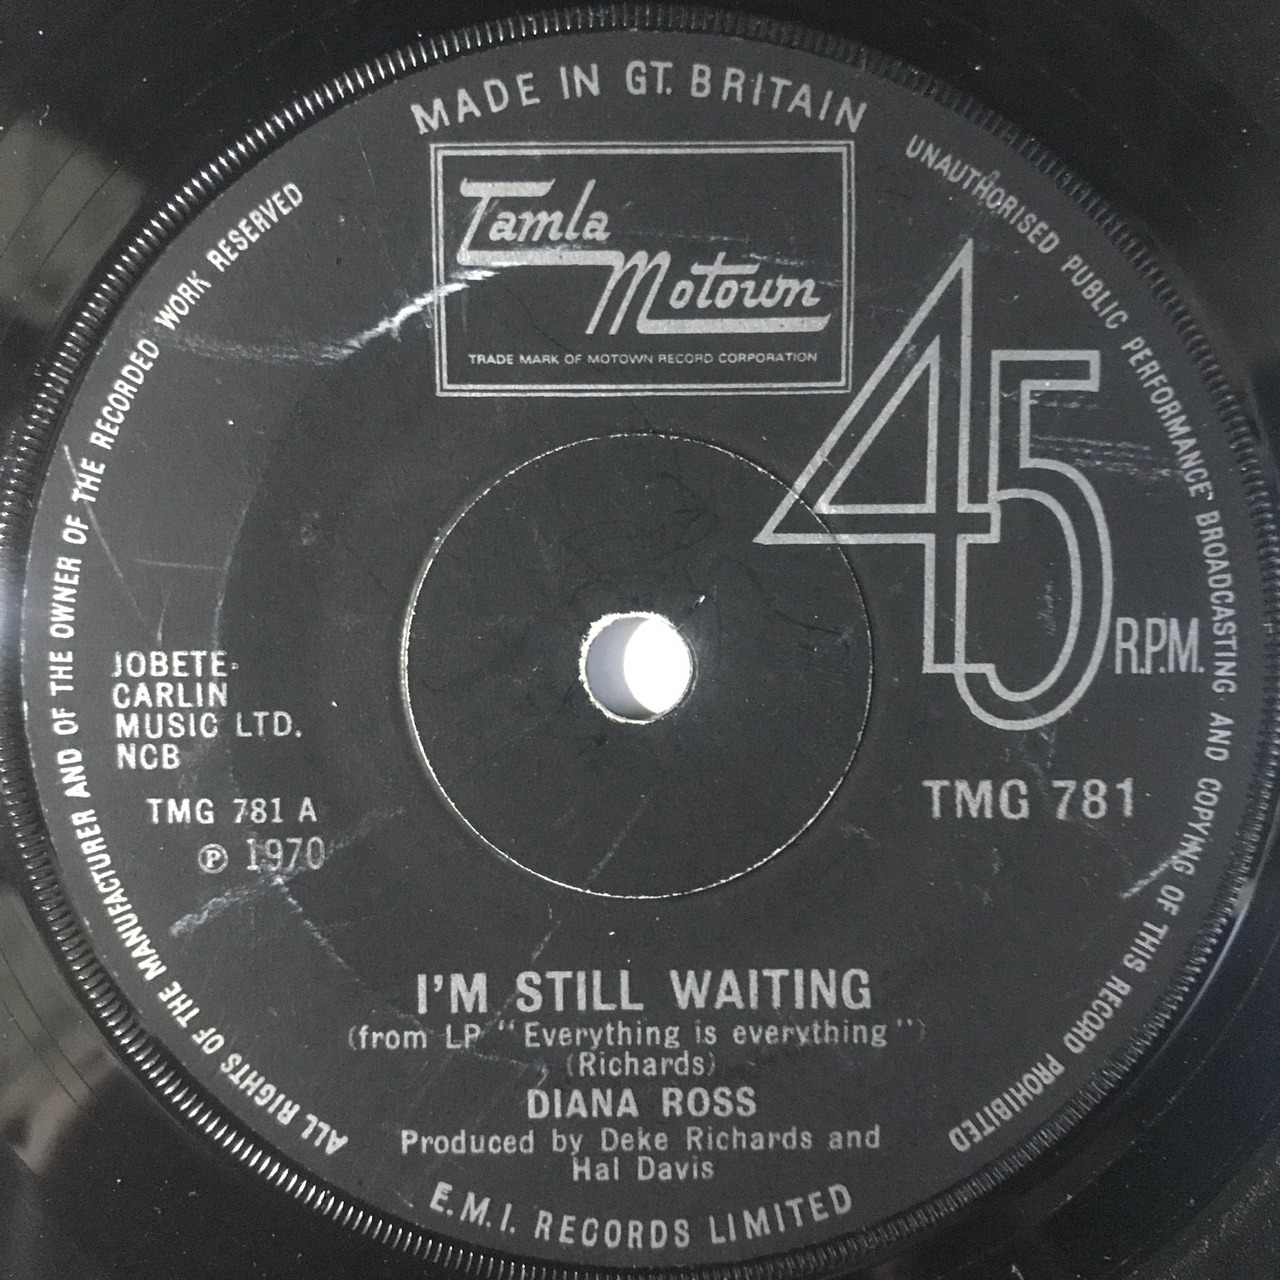 MADE IN GT. BRITAIN
Tamla
Motown
TRADE MARK OF MOTOWN RECORD CORPORATION
UNAUTHORISED PUBLIC PERFORMANCE BROADCASTING AND COPYING OF THIS RECORD PROHIBITED
ALL RIGHTS OF THE MANUFACTURER AND OF THE OWNER OF THE RECORDED WORK RESERVED
45
R.P.M.
JOBETE-
CARLIN
MUSIC LTD.
NCB
TMG 781 A
℗ 1970
TMG 781
I'M STILL WAITING
(from LP "Everything is everything")
(Richards)
DIANA ROSS
Produced by Deke Richards and
Hal Davis
E.M.I. RECORDS LIMITED